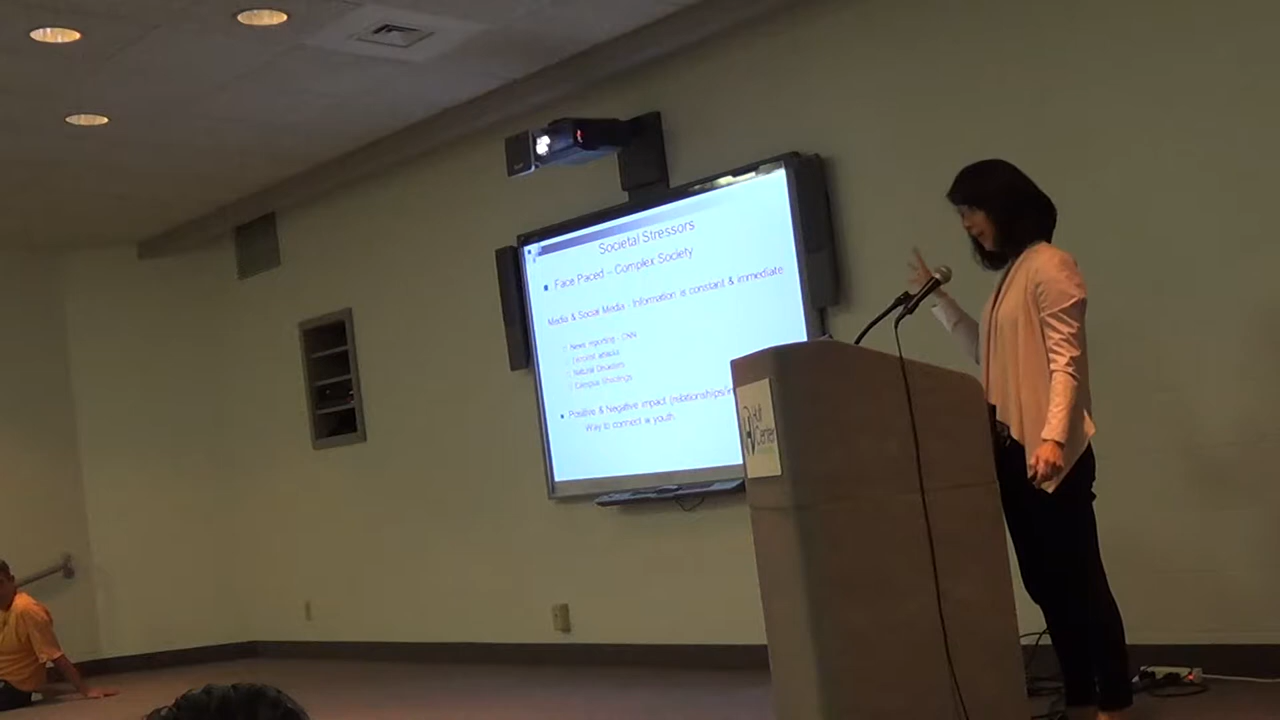 Societal Stressors
Face Paced – Complex Society
Media & Social Media : Information is constant & immediate
News reporting - CNN
Terrorist attacks
Natural Disasters
Campus Shootings
Positive & Negative impact (relationships/in
Way to connect w youth
Center